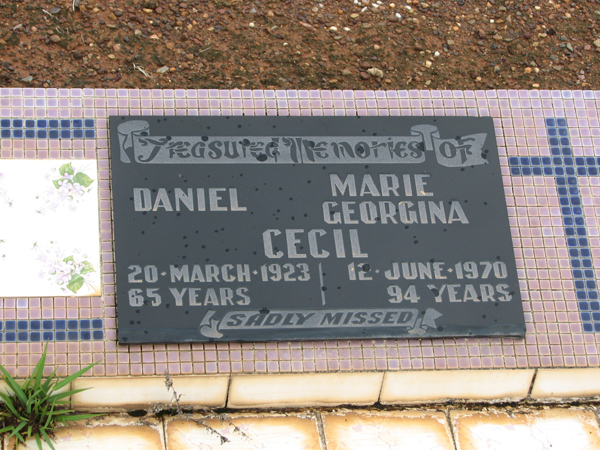 Treasured Memories of
DANIEL MARIE GEORGINA
CECIL
20·MARCH·1923 12·JUNE·1970
65 YEARS 94 YEARS
SADLY MISSED